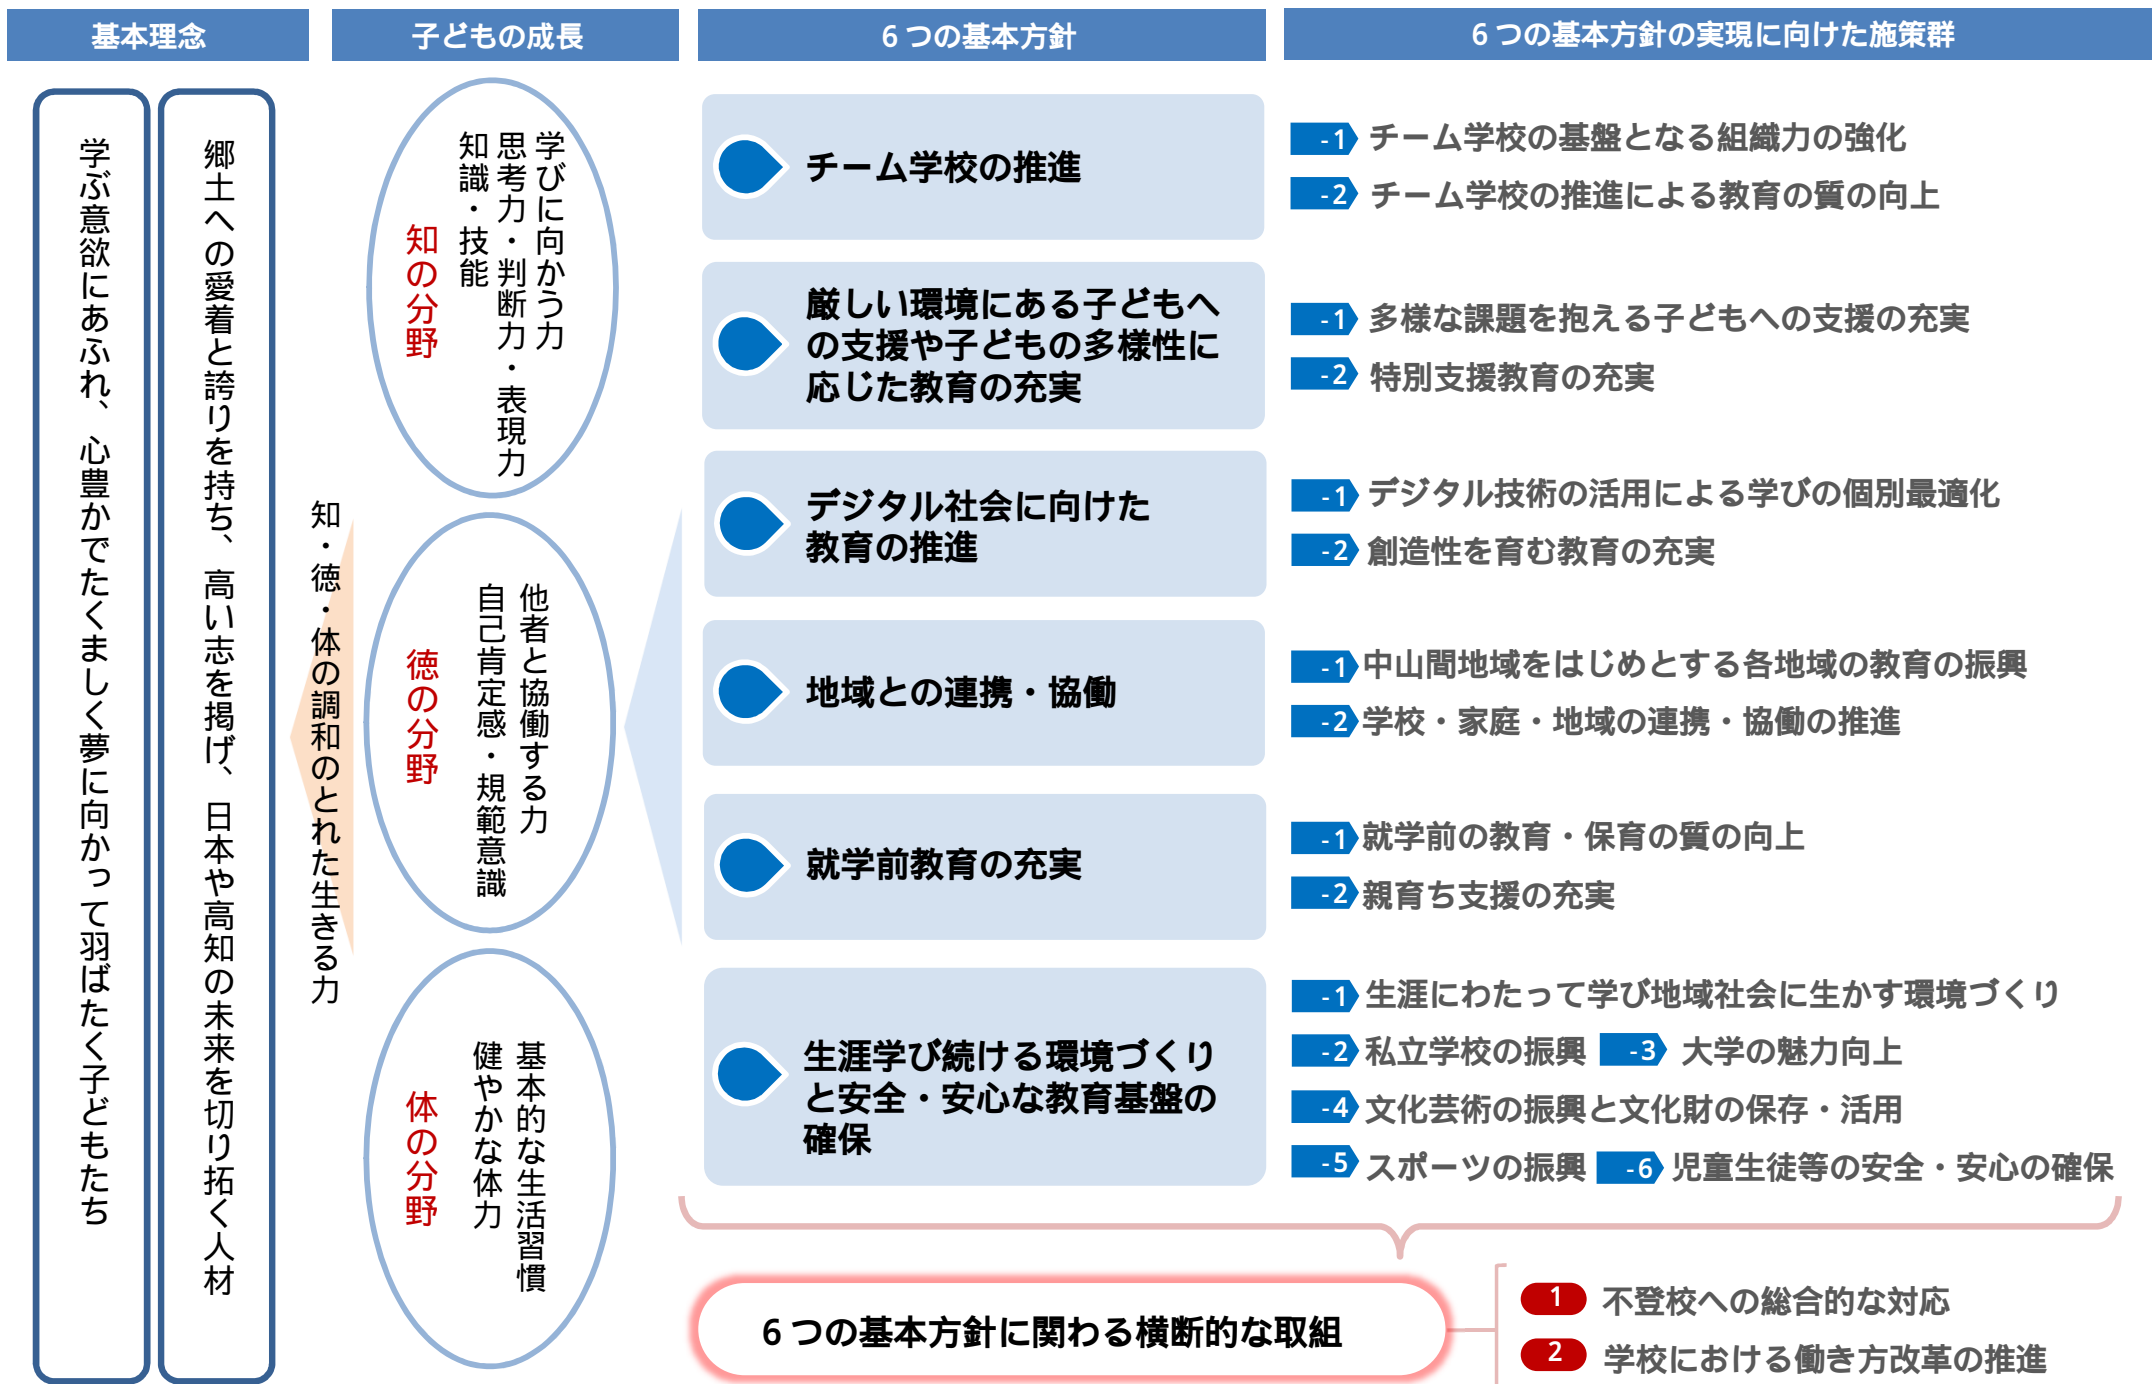 基本理念
子どもの成長
6つの基本方針
6つの基本方針の実現に向けた施策群
郷土への愛着と誇りを持ち、高い志を掲げ、日本や高知の未来を切り拓く人材
学ぶ意欲にあふれ、心豊かでたくましく夢に向かって羽ばたく子どもたち
知・徳・体の調和のとれた生きる力
学びに向かう力
思考力・判断力・表現力
知識・技能
知の分野
他者と協働する力
自己肯定感・規範意識
徳の分野
基本的な生活習慣
健やかな体力
体の分野
チーム学校の推進
-1 チーム学校の基盤となる組織力の強化
-2 チーム学校の推進による教育の質の向上
厳しい環境にある子どもへ
の支援や子どもの多様性に
応じた教育の充実
-1 多様な課題を抱える子どもへの支援の充実
-2 特別支援教育の充実
デジタル社会に向けた
教育の推進
-1 デジタル技術の活用による学びの個別最適化
-2 創造性を育む教育の充実
地域との連携・協働
-1 中山間地域をはじめとする各地域の教育の振興
-2 学校・家庭・地域の連携・協働の推進
就学前教育の充実
-1 就学前の教育・保育の質の向上
-2 親育ち支援の充実
生涯学び続ける環境づくり
と安全・安心な教育基盤の
確保
-1 生涯にわたって学び地域社会に生かす環境づくり
-2 私立学校の振興 -3 大学の魅力向上
-4 文化芸術の振興と文化財の保存・活用
-5 スポーツの振興 -6 児童生徒等の安全・安心の確保
6つの基本方針に関わる横断的な取組
1 不登校への総合的な対応
2 学校における働き方改革の推進